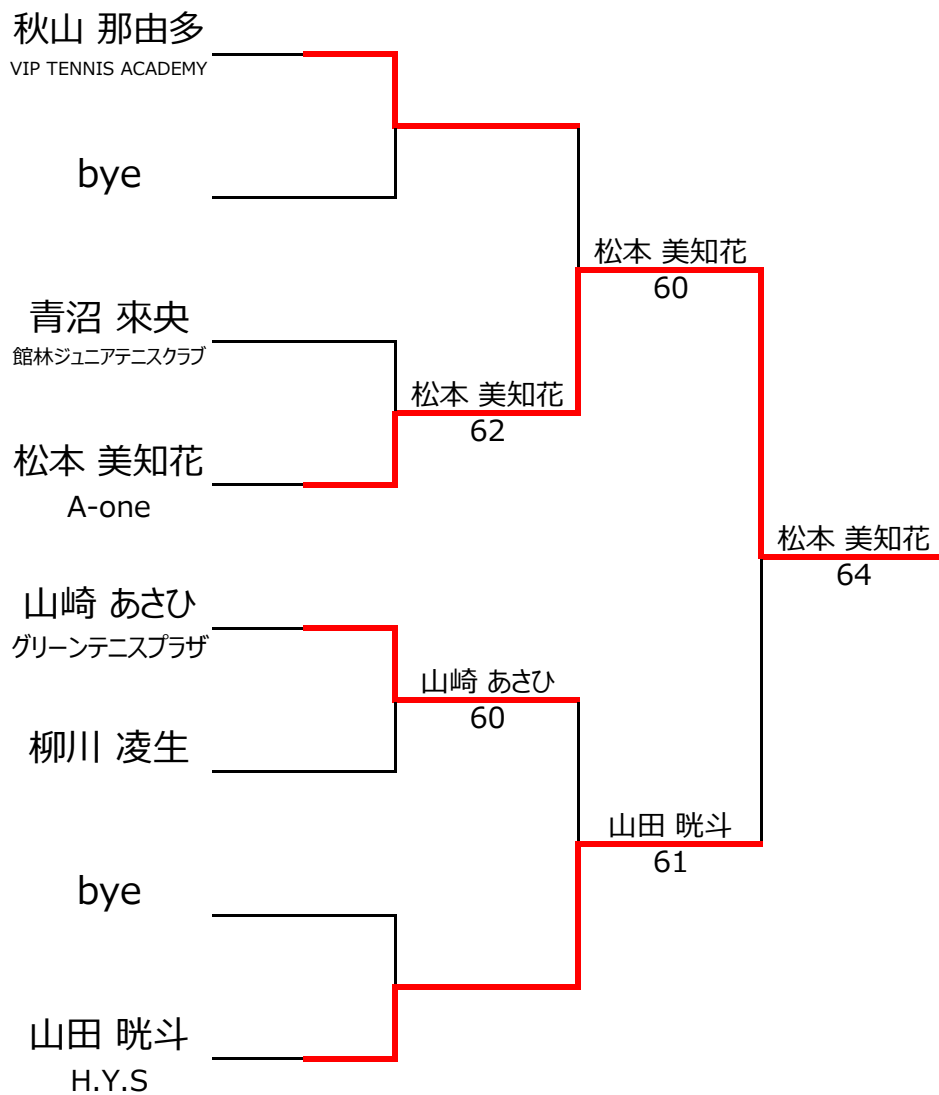 秋山 那由多
VIP TENNIS ACADEMY
bye
青沼 來央
館林ジュニアテニスクラブ
松本 美知花
A-one
山崎 あさひ
グリーンテニスプラザ
柳川 凌生
bye
山田 晄斗
H.Y.S
松本 美知花
62
山崎 あさひ
60
松本 美知花
60
山田 晄斗
61
松本 美知花
64